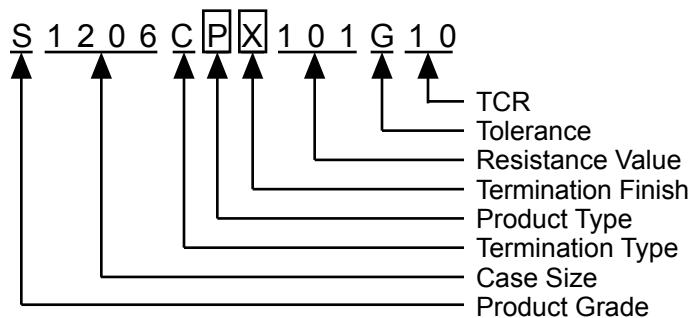 S 1 2 0 6 C P X 1 0 1 G 1 0
TCR
Tolerance
Resistance Value
Termination Finish
Product Type
Termination Type
Case Size
Product Grade